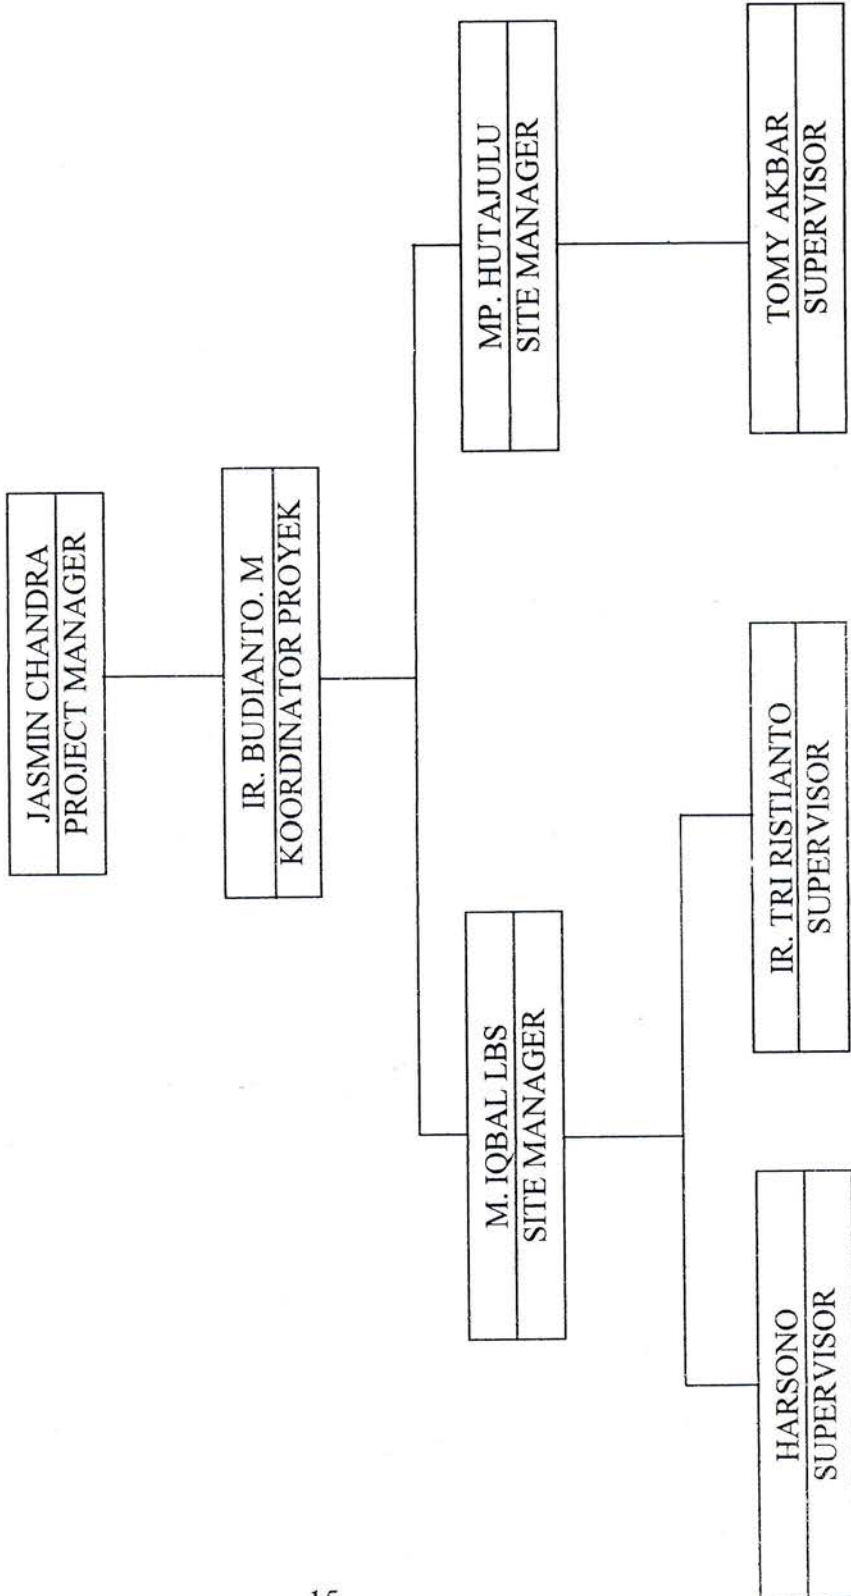 JASMIN CHANDRA
PROJECT MANAGER
IR. BUDIANTO. M
KOORDINATOR PROYEK
M. IQBAL LBS
SITE MANAGER
MP. HUTAJULU
SITE MANAGER
HARSONO
SUPERVISOR
IR. TRI RISTIANTO
SUPERVISOR
TOMY AKBAR
SUPERVISOR